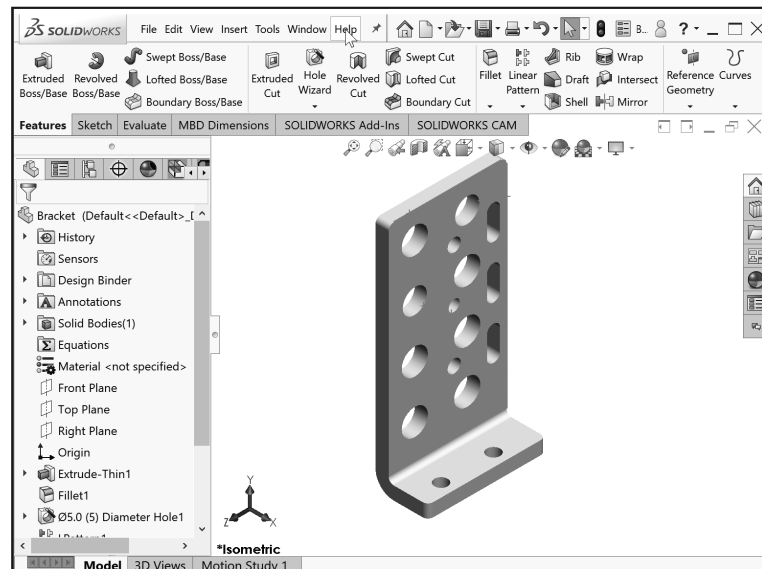 SOLIDWORKS File Edit View Insert Tools Window Help B... ?
Extruded Boss/Base
Revolved Boss/Base
Swept Boss/Base
Lofted Boss/Base
Boundary Boss/Base
Extruded Cut
Hole Wizard
Revolved Cut
Swept Cut
Lofted Cut
Boundary Cut
Fillet
Linear Pattern
Rib
Draft
Shell
Wrap
Intersect
Mirror
Reference Geometry
Curves
Features Sketch Evaluate MBD Dimensions SOLIDWORKS Add-Ins SOLIDWORKS CAM
Bracket (Default<<Default>_
History
Sensors
Design Binder
Annotations
Solid Bodies(1)
Equations
Material <not specified>
Front Plane
Top Plane
Right Plane
Origin
Extrude-Thin1
Fillet1
Ø5.0 (5) Diameter Hole1
Y
Z
X
*Isometric
Model 3D Views Motion Study 1